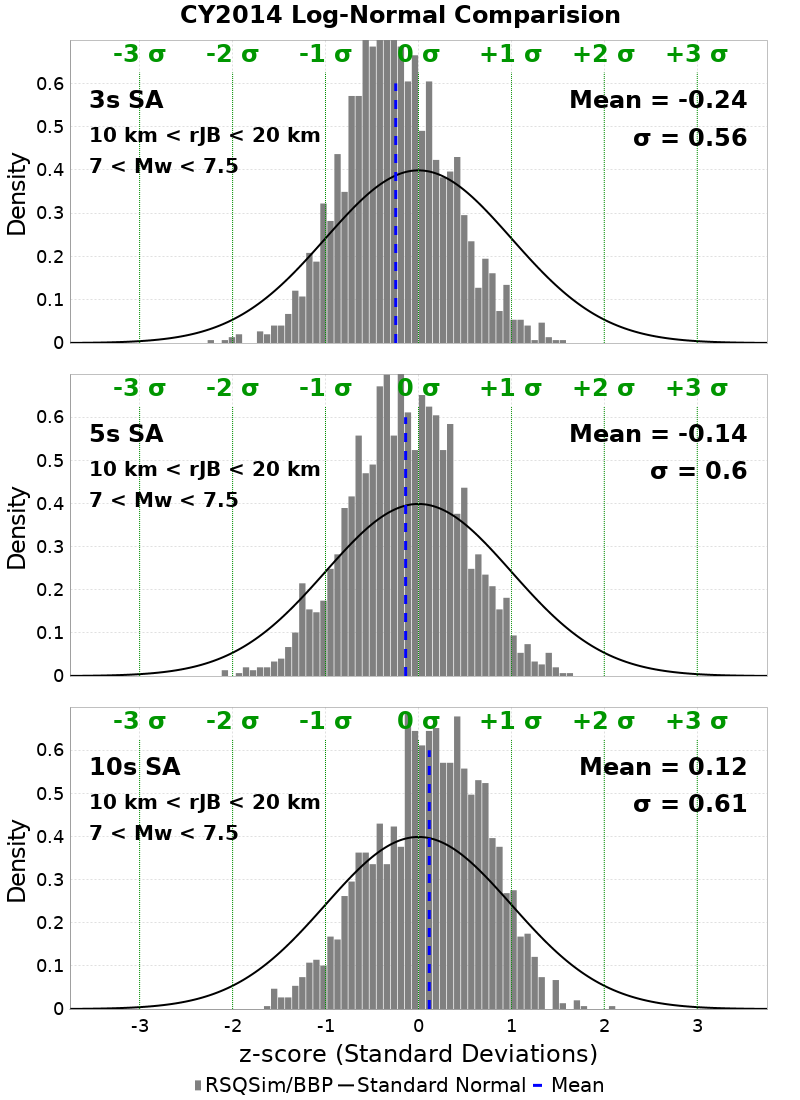 CY2014 Log-Normal Comparision
-3 σ -2 σ -1 σ 0 σ +1 σ +2 σ +3 σ
3s SA
10 km < rJB < 20 km
7 < Mw < 7.5
Mean = -0.24
σ = 0.56
0.6
0.5
0.4
0.3
0.2
0.1
0
Density
-3 σ -2 σ -1 σ 0 σ +1 σ +2 σ +3 σ
5s SA
10 km < rJB < 20 km
7 < Mw < 7.5
Mean = -0.14
σ = 0.6
0.6
0.5
0.4
0.3
0.2
0.1
0
Density
-3 σ -2 σ -1 σ 0 σ +1 σ +2 σ +3 σ
10s SA
10 km < rJB < 20 km
7 < Mw < 7.5
Mean = 0.12
σ = 0.61
0.6
0.5
0.4
0.3
0.2
0.1
0
Density
-3 -2 -1 0 1 2 3
z-score (Standard Deviations)
RSQSim/BBP Standard Normal Mean